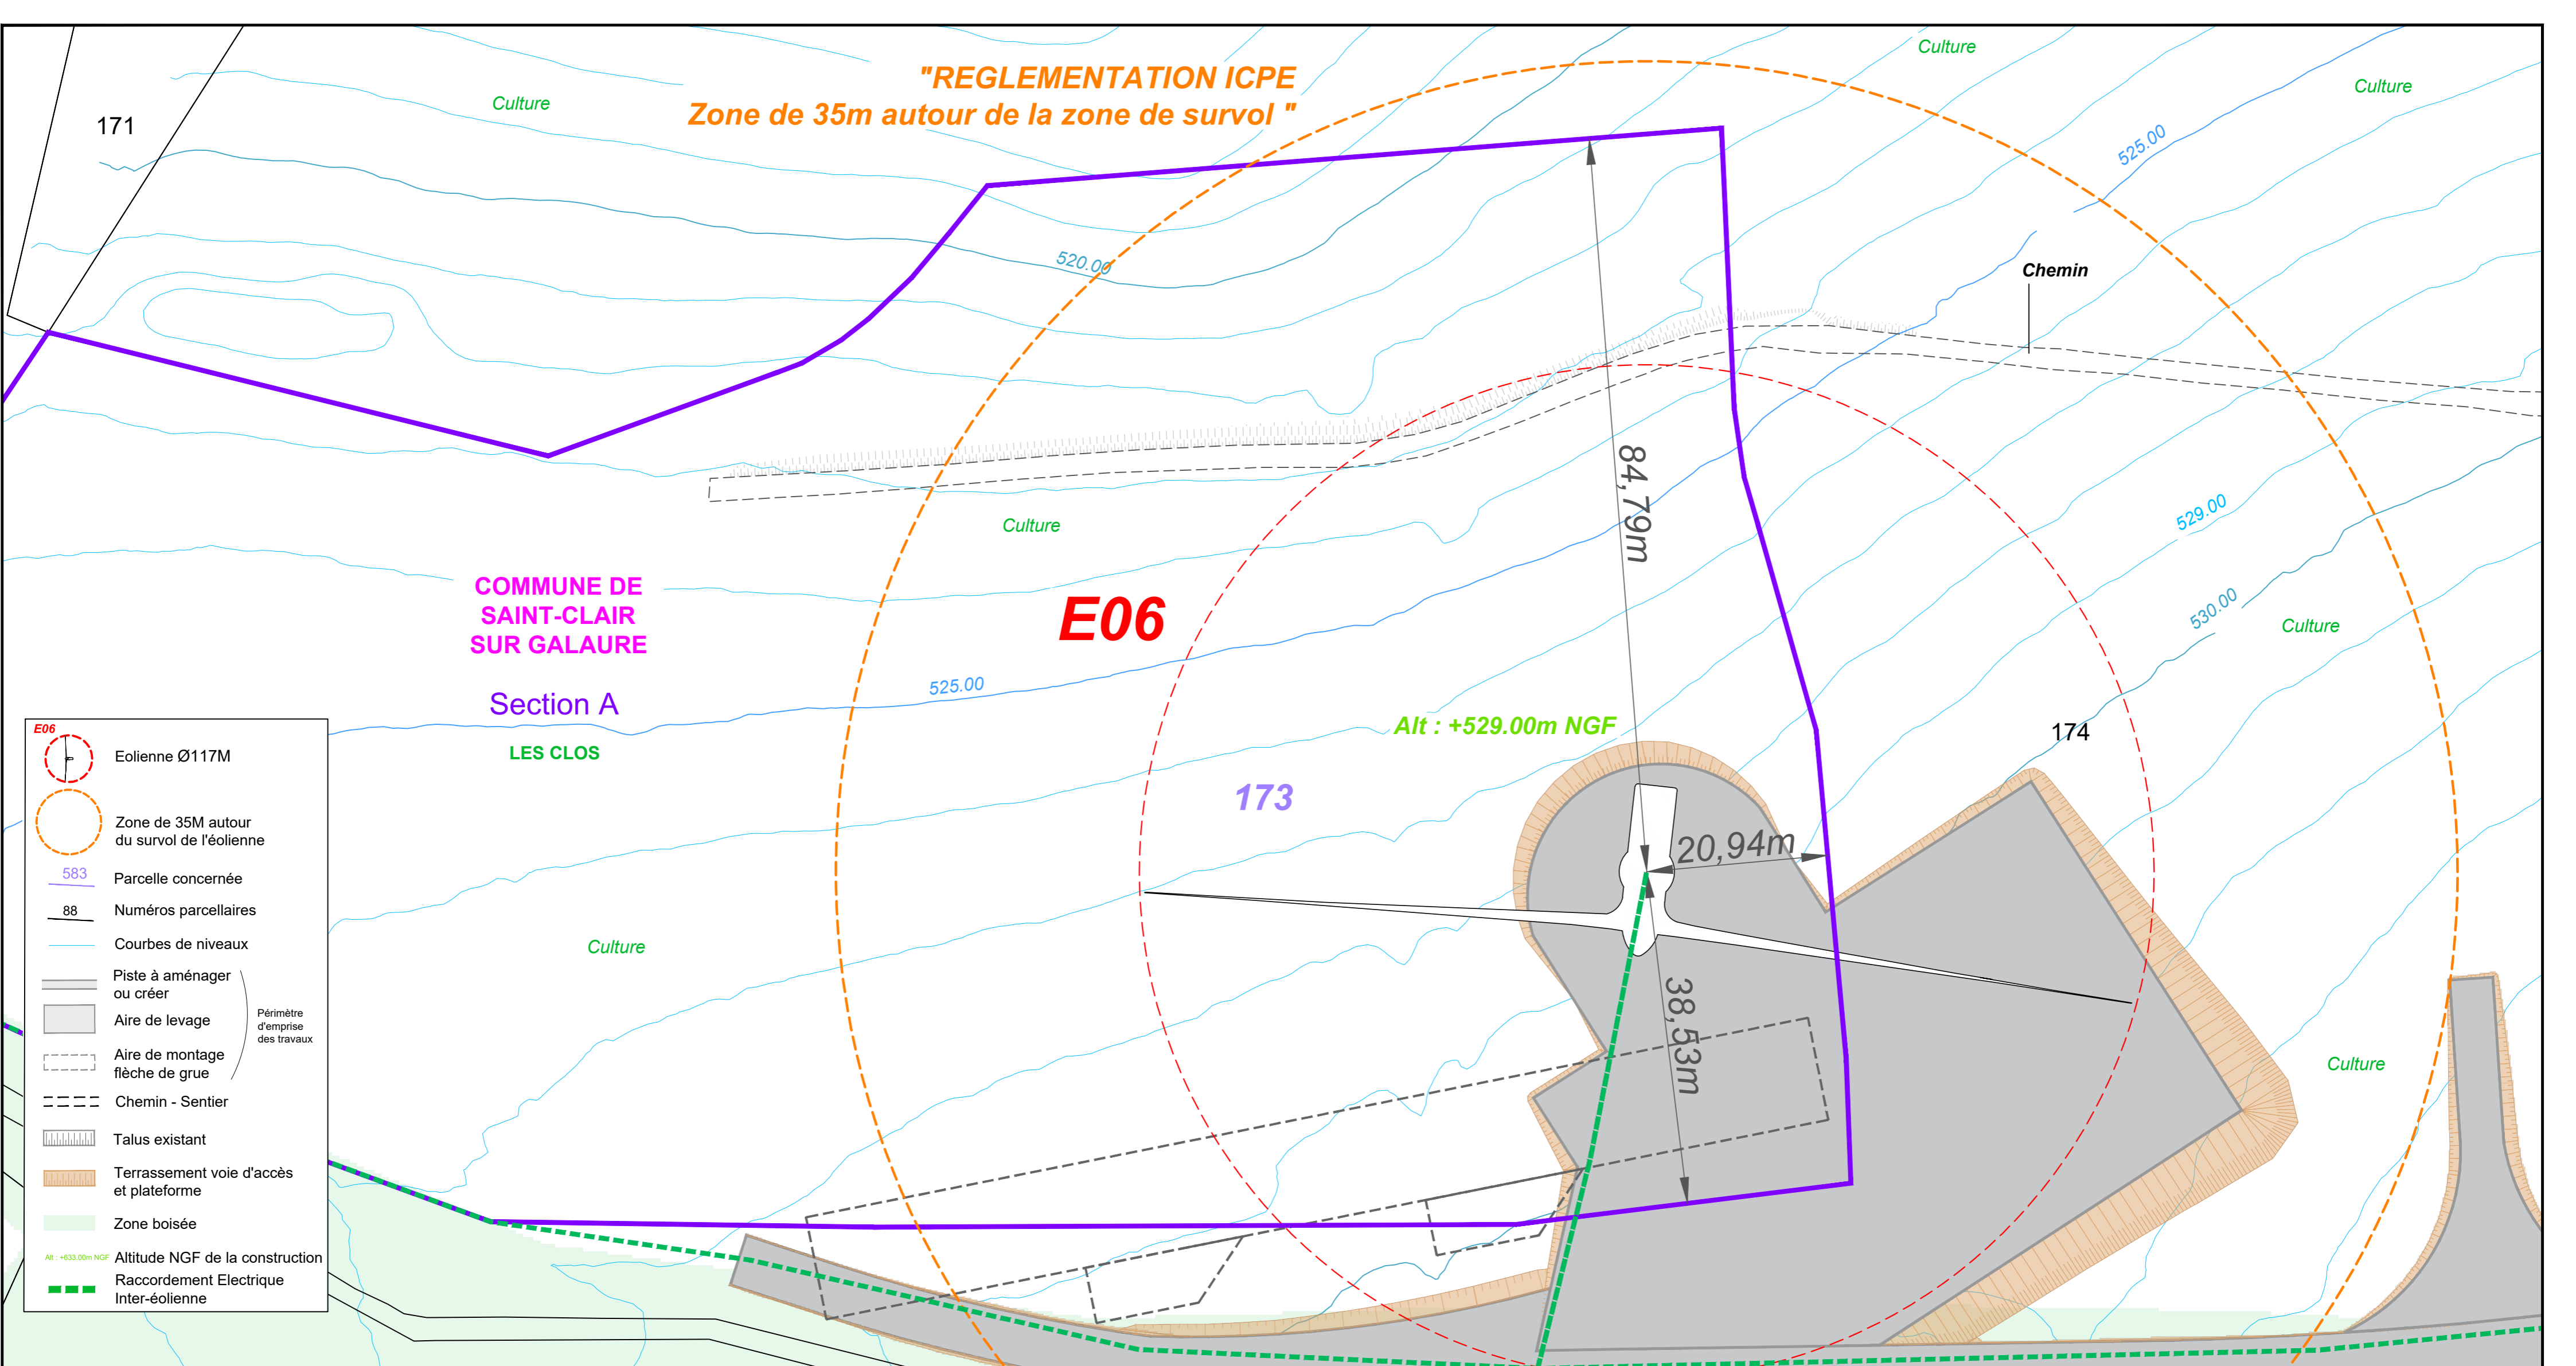 "REGLEMENTATION ICPE
Zone de 35m autour de la zone de survol "
Culture
Culture
Culture
171
525.00
520.00
Chemin
84,79m
Culture
529.00
COMMUNE DE
SAINT-CLAIR
SUR GALAURE
E06
530.00
Culture
525.00
Section A
Alt : +529.00m NGF
174
LES CLOS
173
20,94m
Culture
38,53m
Culture
E06
Eolienne Ø117M
Zone de 35M autour
du survol de l'éolienne
583
Parcelle concernée
88
Numéros parcellaires
Courbes de niveaux
Piste à aménager
ou créer
Aire de levage
Périmètre
d'emprise
des travaux
Aire de montage
flèche de grue
Chemin - Sentier
Talus existant
Terrassement voie d'accès
et plateforme
Zone boisée
Alt : +633.00m NGF
Altitude NGF de la construction
Raccordement Electrique
Inter-éolienne